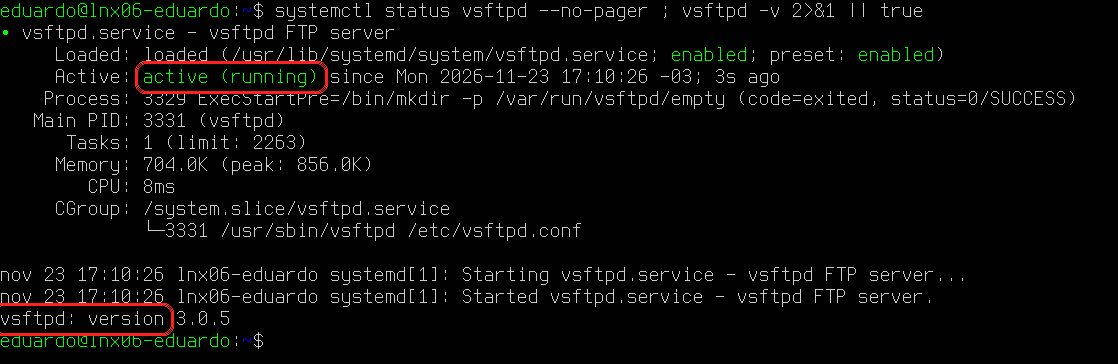 eduardo@lnx06-eduardo:~$ systemctl status vsftpd --no-pager ; vsftpd -v 2>&1 || true
• vsftpd.service - vsftpd FTP server
Loaded: loaded (/usr/lib/systemd/system/vsftpd.service; enabled; preset: enabled)
Active: active (running) since Mon 2026-11-23 17:10:26 -03; 3s ago
Process: 3329 ExecStartPre=/bin/mkdir -p /var/run/vsftpd/empty (code=exited, status=0/SUCCESS)
Main PID: 3331 (vsftpd)
Tasks: 1 (limit: 2263)
Memory: 704.0K (peak: 856.0K)
CPU: 8ms
CGroup: /system.slice/vsftpd.service
└─3331 /usr/sbin/vsftpd /etc/vsftpd.conf
nov 23 17:10:26 lnx06-eduardo systemd[1]: Starting vsftpd.service - vsftpd FTP server...
nov 23 17:10:26 lnx06-eduardo systemd[1]: Started vsftpd.service - vsftpd FTP server.
vsftpd: version 3.0.5
eduardo@lnx06-eduardo:~$